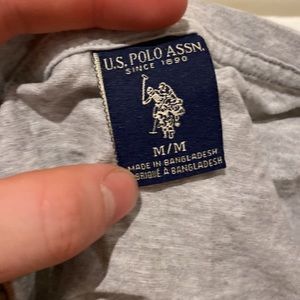 U.S. POLO ASSN.
SINCE 1890
M/M
MADE IN BANGLADESH
FABRIQUÉ À BANGLADESH